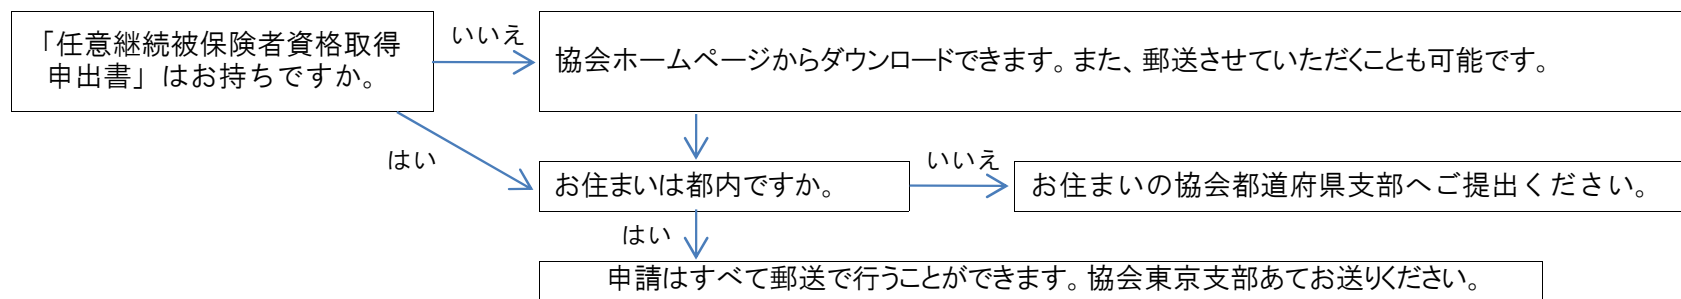 「任意継続被保険者資格取得
申出書」はお持ちですか。
いいえ
協会ホームページからダウンロードできます。また、郵送させていただくことも可能です。
はい
お住まいは都内ですか。
いいえ
お住まいの協会都道府県支部へご提出ください。
はい
申請はすべて郵送で行うことができます。協会東京支部あてお送りください。